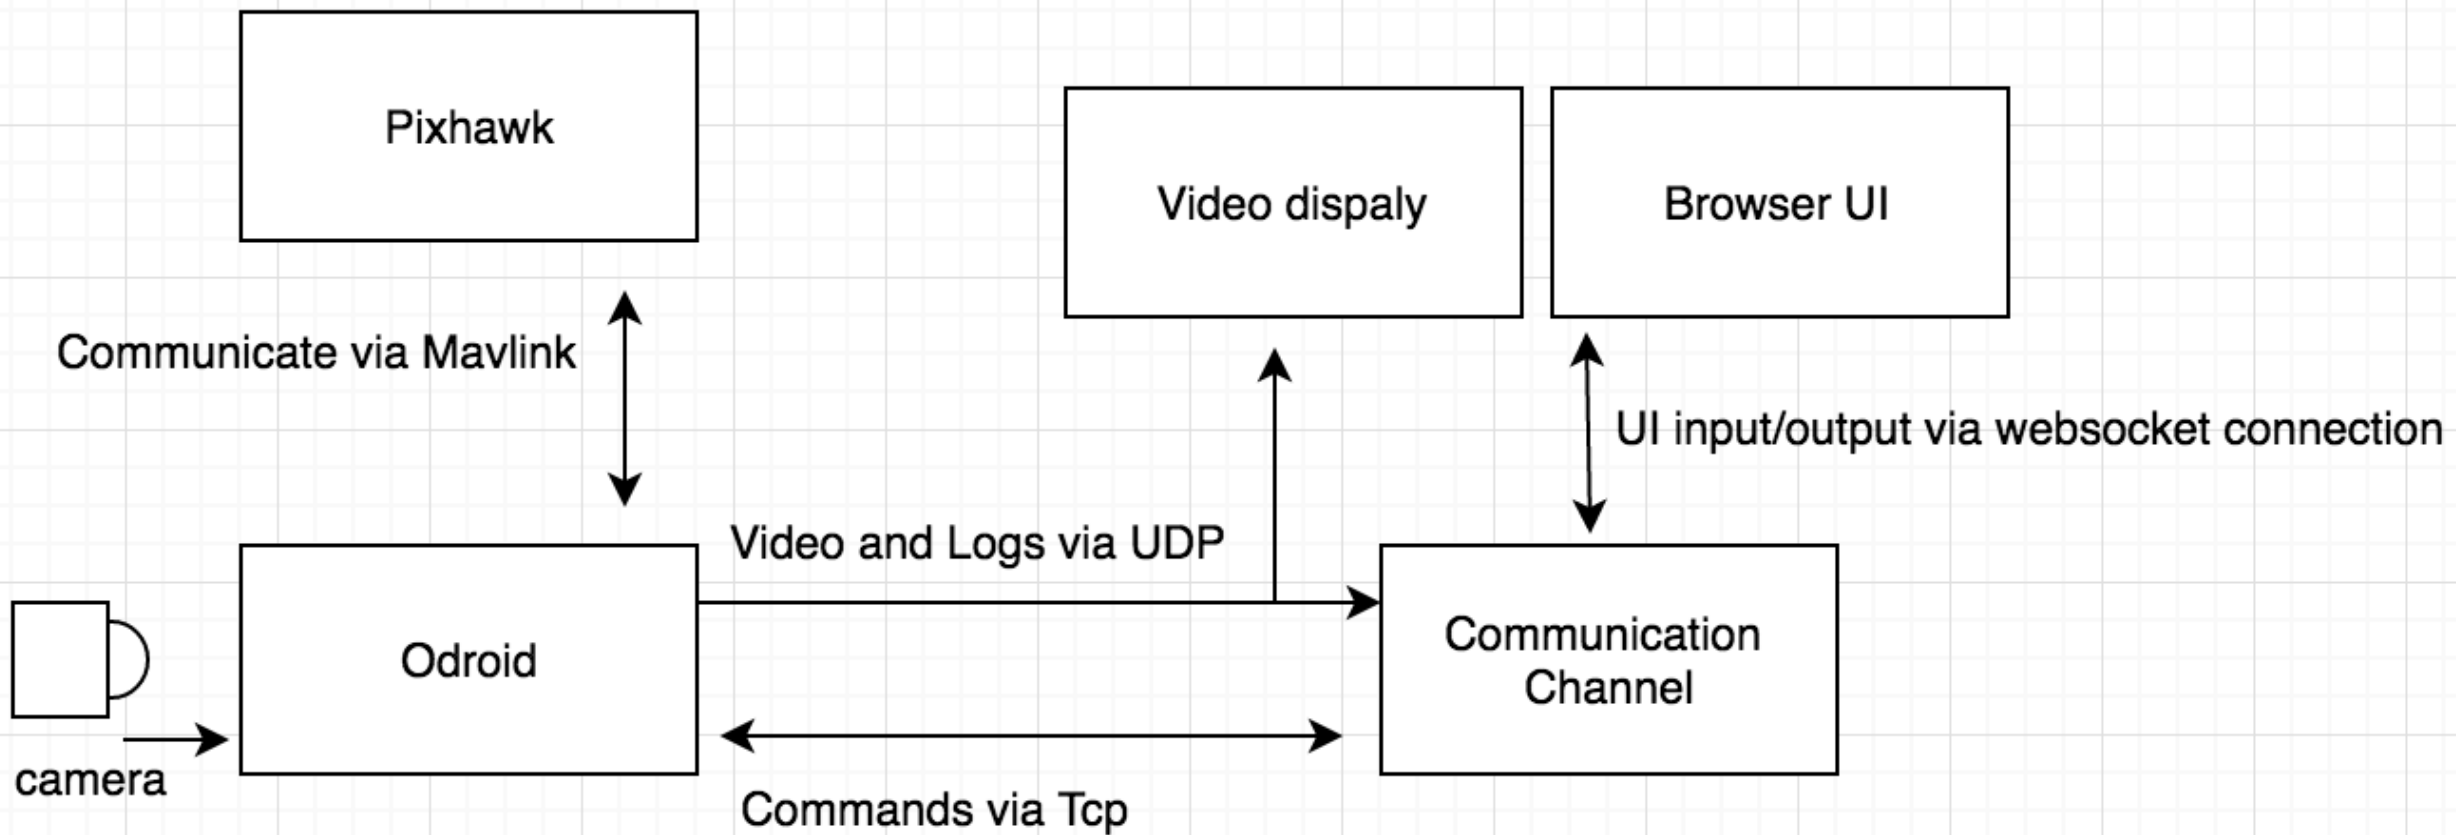 Pixhawk
Video dispaly
Browser UI
Communicate via Mavlink
UI input/output via websocket connection
Video and Logs via UDP
Odroid
Communication
Channel
camera
Commands via Tcp